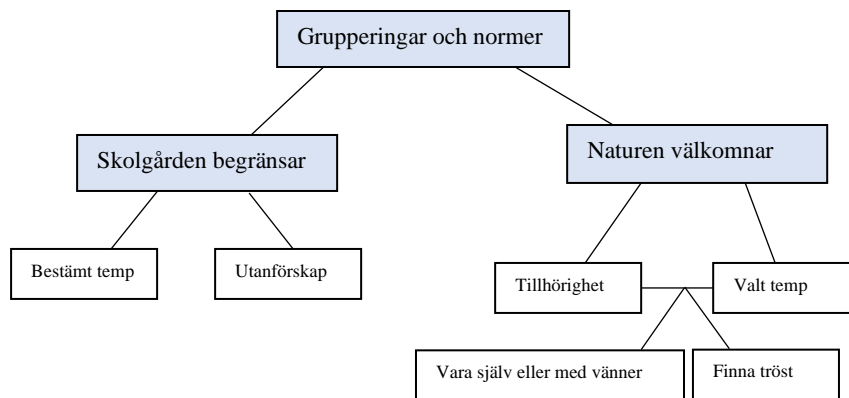 Grupperingar och normer
Skolgården begränsar
Naturen välkomnar
Bestämt temp
Utanförskap
Tillhörighet
Valt temp
Vara själv eller med vänner
Finna tröst